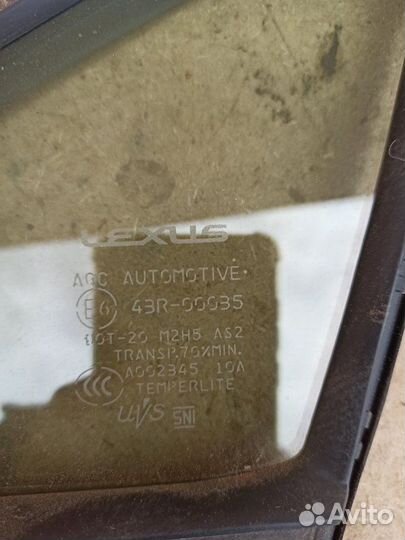 LEXUS
AGC AUTOMOTIVE
E6 43R-00035
DOT-20 M2H5 AS2
TRANSP.70%MIN.
CCC A002345 10A
TEMPERLITE
UVS SNI
Avito